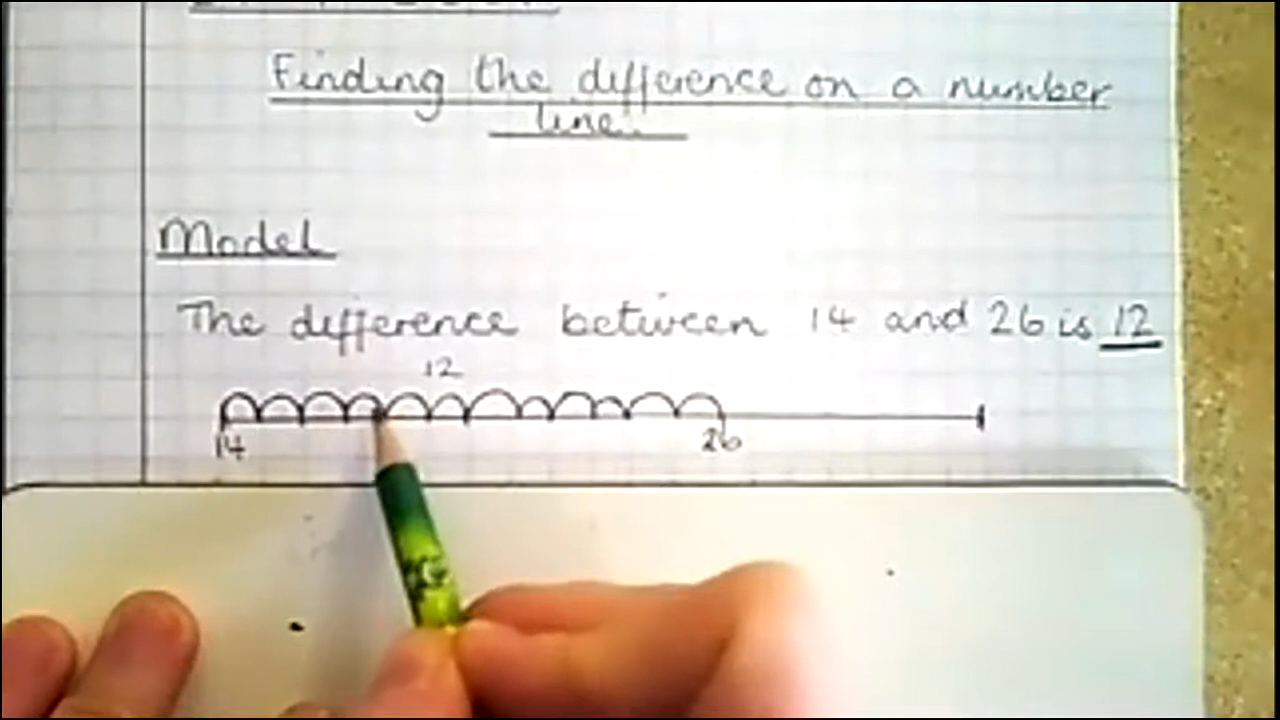 Finding the difference on a number
line.
Model
The difference between 14 and 26 is 12
12
14 26